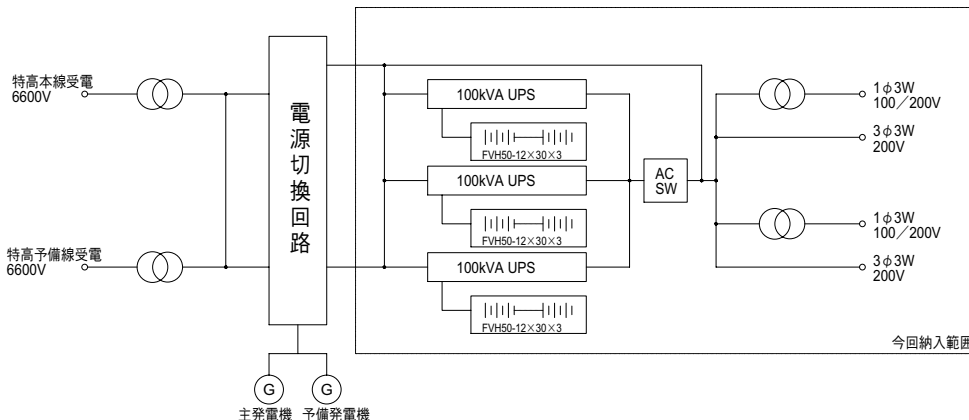 特高本線受電
6600V
特高予備線受電
6600V
電源切換回路
G
主発電機
G
予備発電機
100kVA UPS
FVH50-12×30×3
100kVA UPS
FVH50-12×30×3
100kVA UPS
FVH50-12×30×3
AC
SW
1φ3W
100／200V
3φ3W
200V
1φ3W
100／200V
3φ3W
200V
今回納入範囲